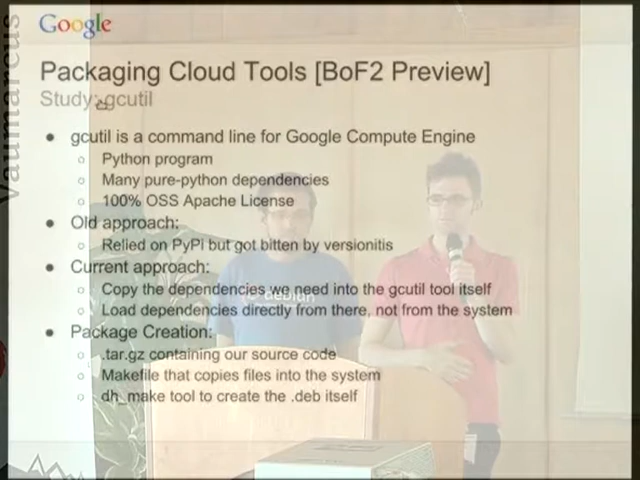 Google
Vaumarcus
Packaging Cloud Tools [BoF2 Preview]
Study: gcutil
● gcutil is a command line for Google Compute Engine
○ Python program
○ Many pure-python dependencies
○ 100% OSS Apache License
● Old approach:
○ Relied on PyPi but got bitten by versionitis
● Current approach:
○ Copy the dependencies we need into the gcutil tool itself
○ Load dependencies directly from there, not from the system
● Package Creation:
○ .tar.gz containing our source code
○ Makefile that copies files into the system
○ dh_make tool to create the .deb itself
debian